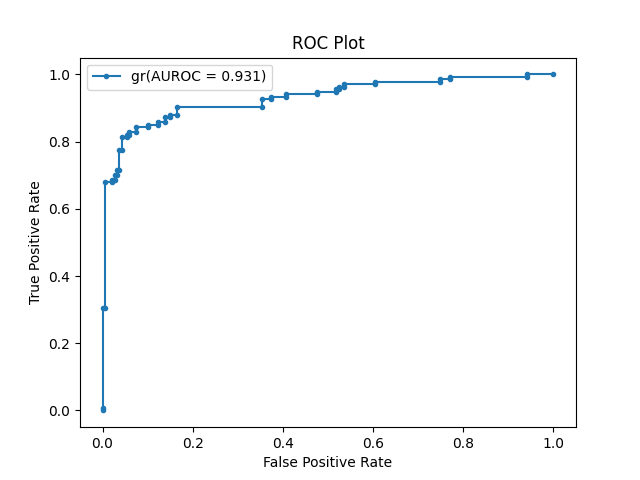 ROC Plot
gr(AUROC = 0.931)
1.0
0.8
0.6
0.4
0.2
0.0
True Positive Rate
0.0 0.2 0.4 0.6 0.8 1.0
False Positive Rate